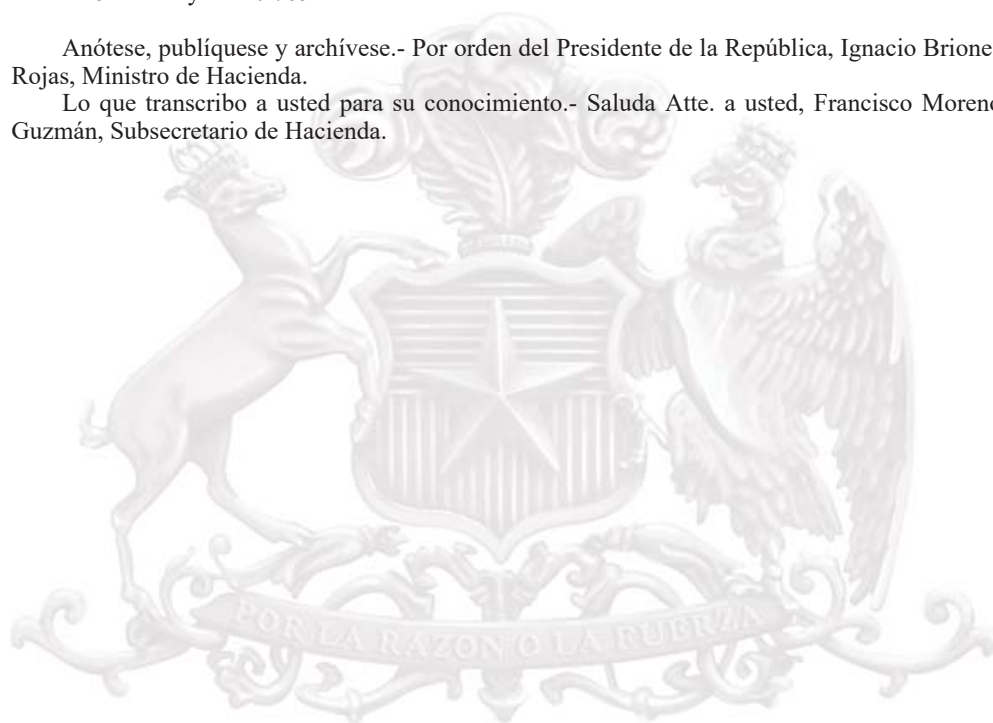 Anótese, publíquese y archívese.- Por orden del Presidente de la República, Ignacio Brione
Rojas, Ministro de Hacienda.
Lo que transcribo a usted para su conocimiento.- Saluda Atte. a usted, Francisco Moren
Guzmán, Subsecretario de Hacienda.
POR LA RAZON O LA FUERZA